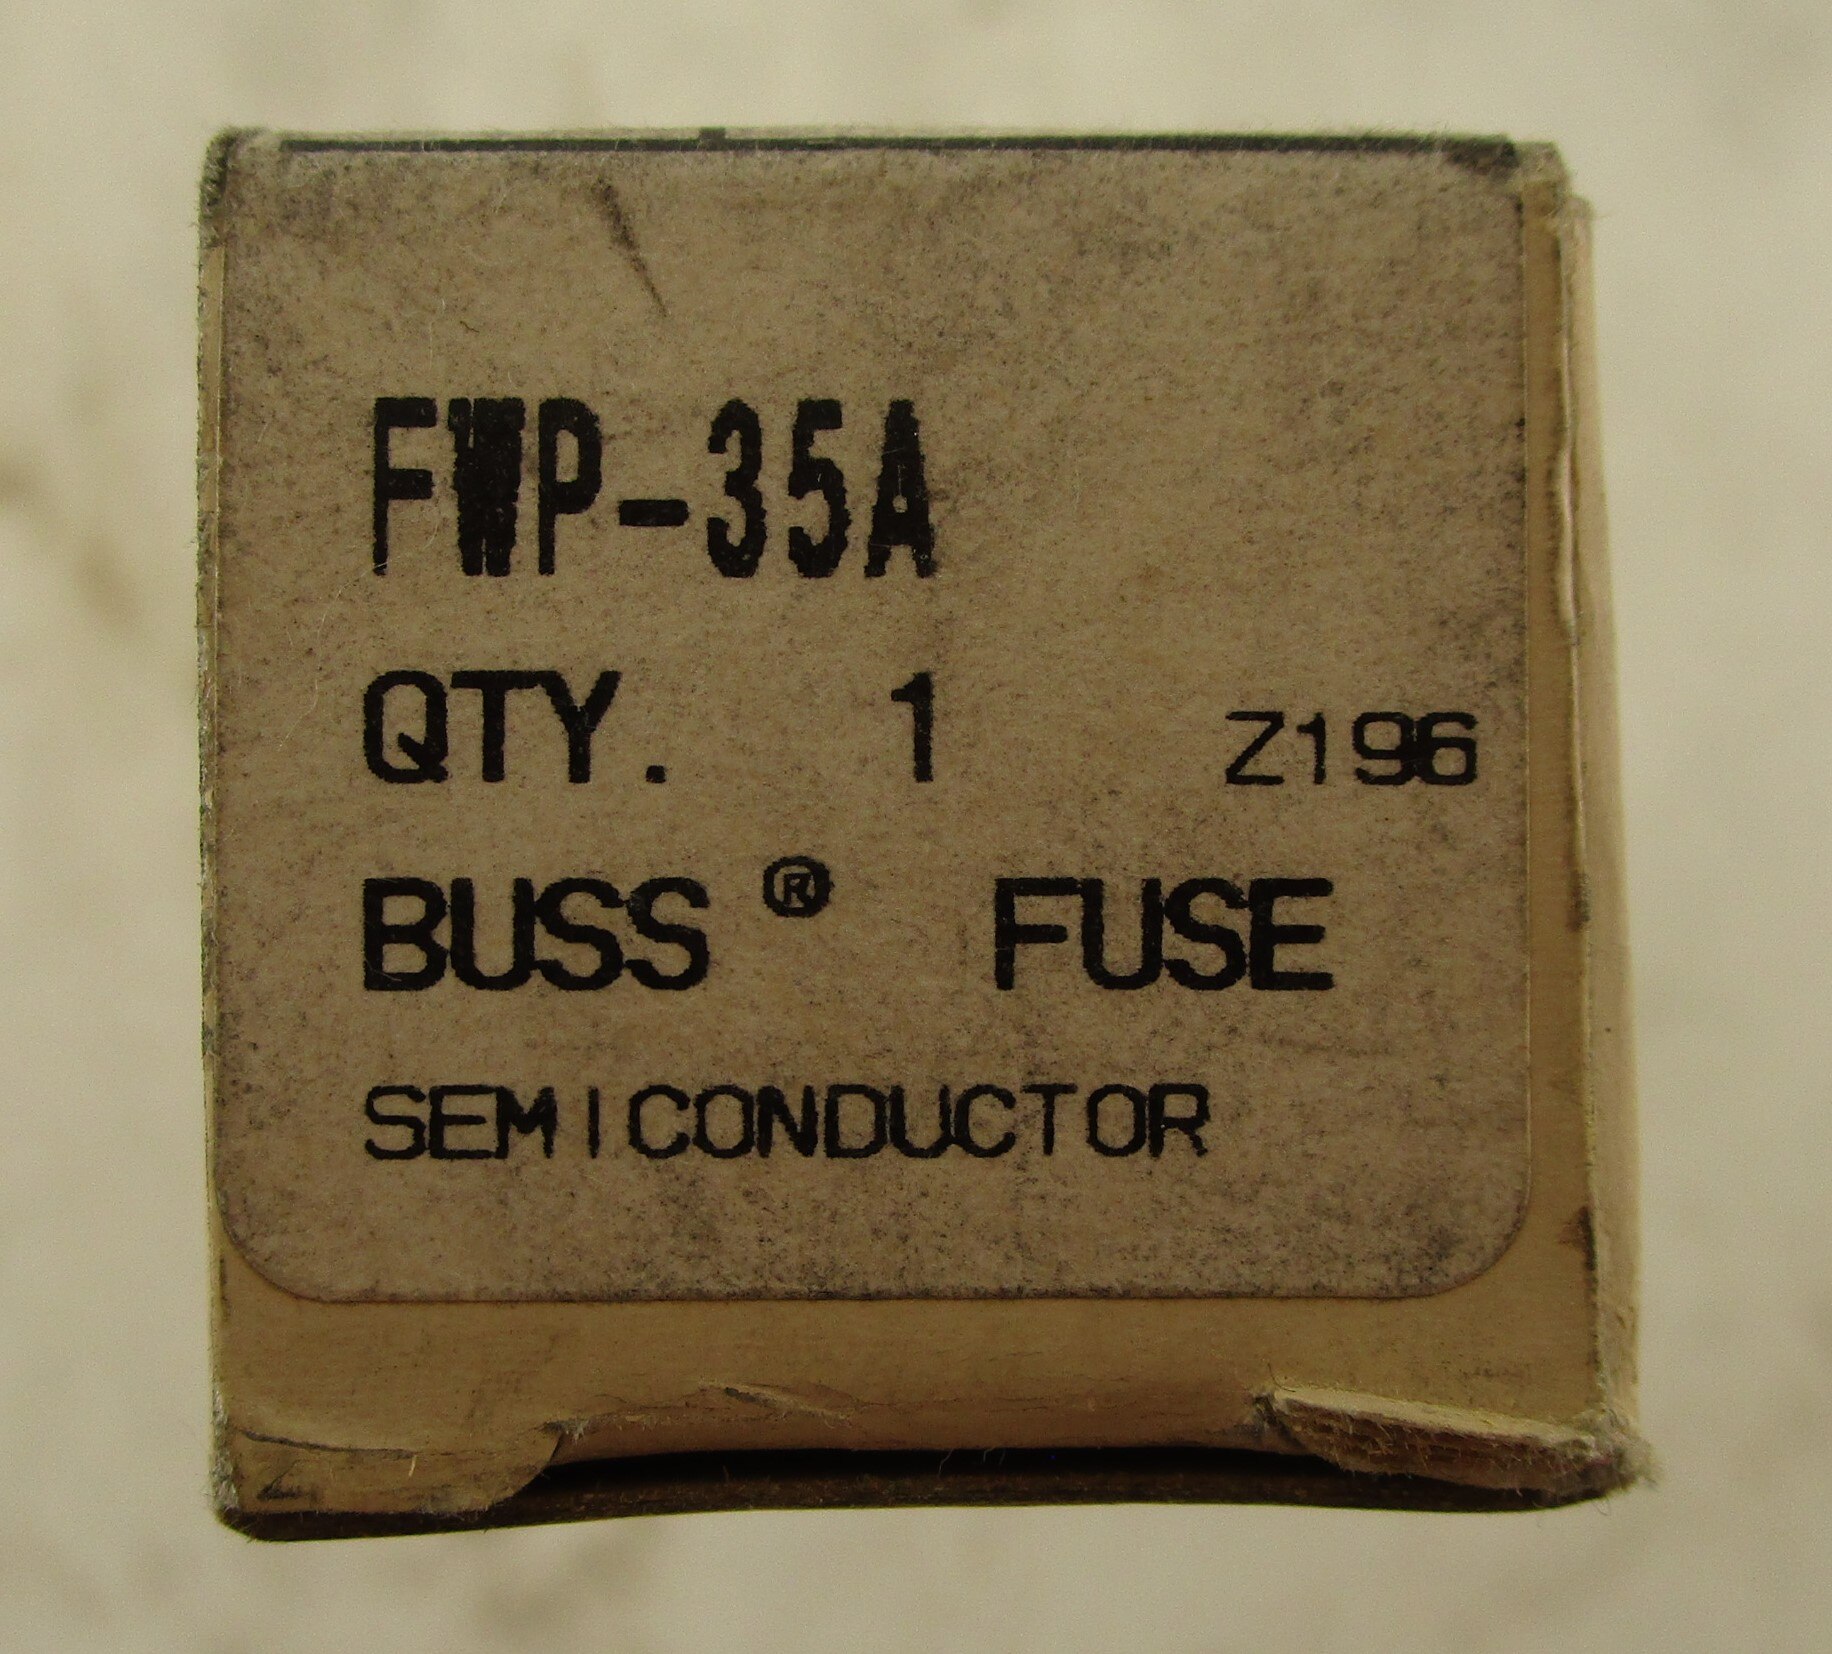 FWP-35A
QTY. 1 Z196
BUSS ® FUSE
SEMICONDUCTOR